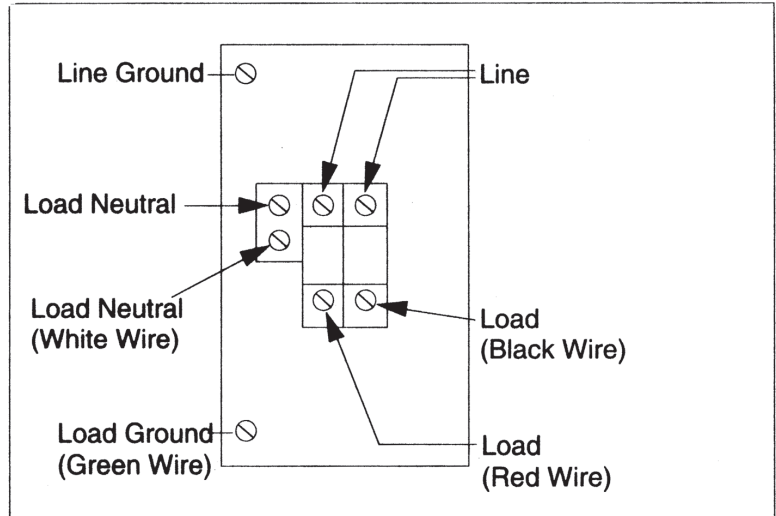 Line Ground
Line
Load Neutral
Load Neutral
(White Wire)
Load
(Black Wire)
Load Ground
(Green Wire)
Load
(Red Wire)